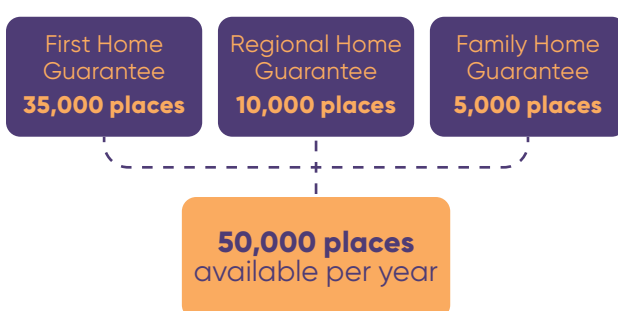 First Home
Guarantee
35,000 places
Regional Home
Guarantee
10,000 places
Family Home
Guarantee
5,000 places
50,000 places
available per year